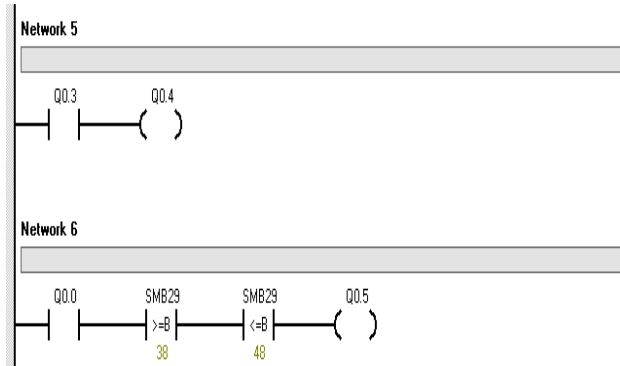 Network 5
Q0.3 Q0.4
Network 6
Q0.0 SMB29 SMB29 Q0.5
>=B <=B
38 48